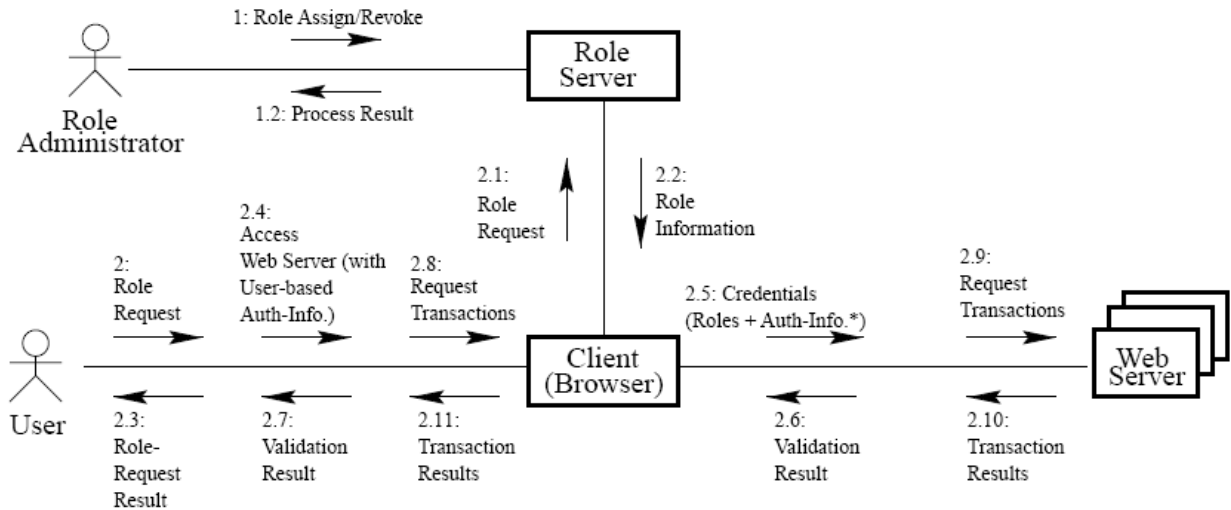 1: Role Assign/Revoke
Role
Server
1.2: Process Result
Role
Administrator
2.1:
Role
Request
2.2:
Role
Information
2:
Role
Request
2.4:
Access
Web Server (with
User-based
Auth-Info.)
2.8:
Request
Transactions
2.5: Credentials
(Roles + Auth-Info.*)
2.9:
Request
Transactions
User
Client
(Browser)
Web
Server
2.3:
Role-
Request
Result
2.7:
Validation
Result
2.11:
Transaction
Results
2.6:
Validation
Result
2.10:
Transaction
Results